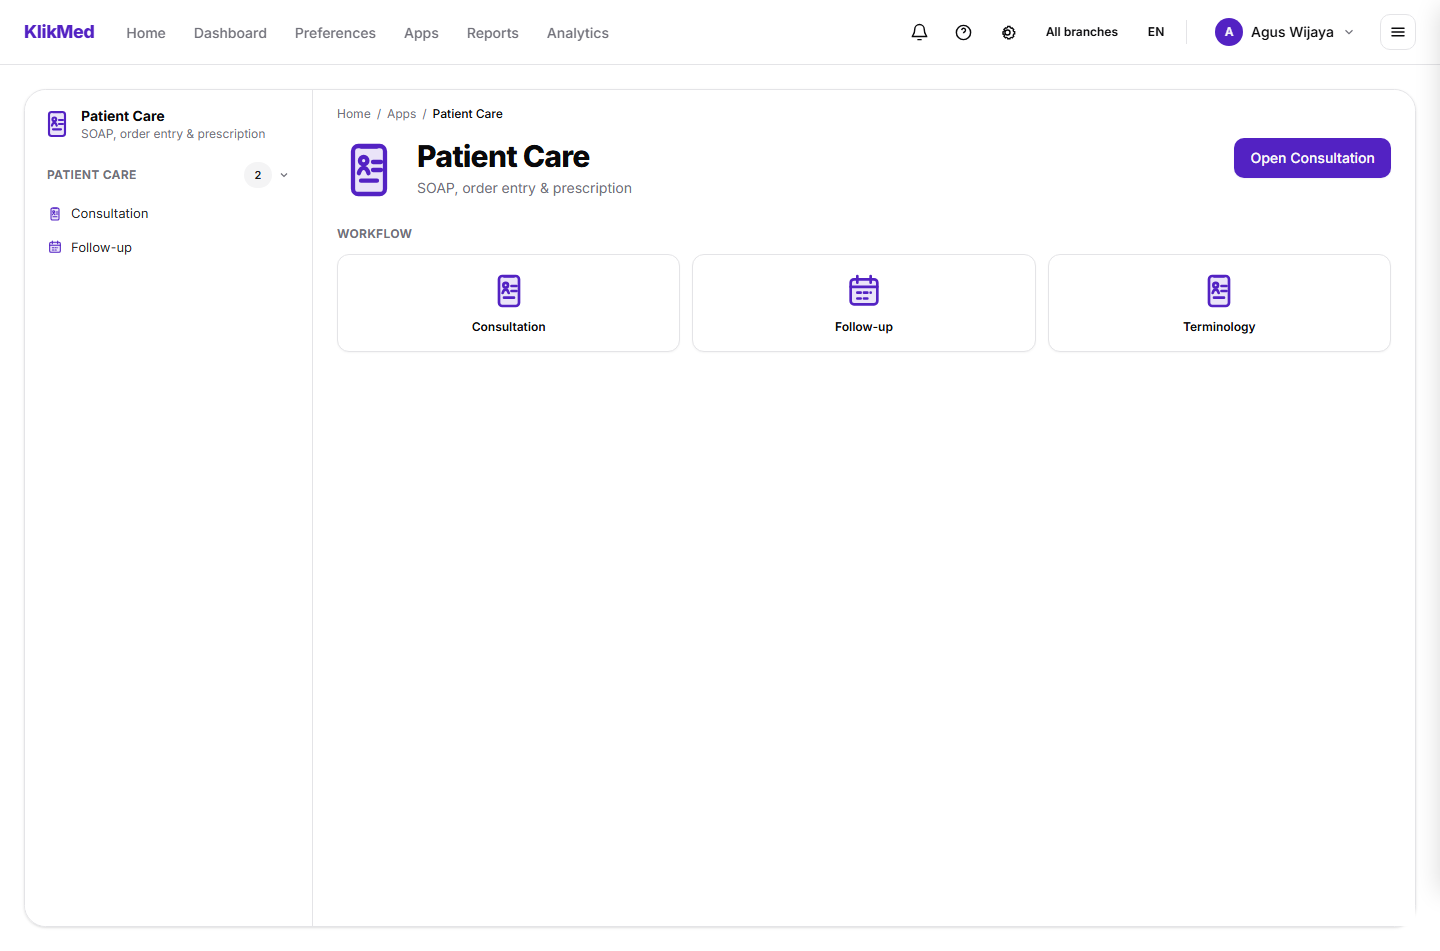 KlikMed
Home
Dashboard
Preferences
Apps
Reports
Analytics
All branches
EN
A
Agus Wijaya
Patient Care
SOAP, order entry & prescription
PATIENT CARE
2
Consultation
Follow-up
Home / Apps / Patient Care
Patient Care
SOAP, order entry & prescription
Open Consultation
WORKFLOW
Consultation
Follow-up
Terminology